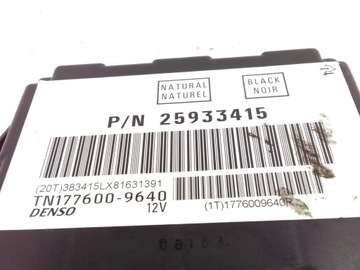 NATURAL
NATUREL
BLACK
NOIR
P/N 25933415
(20T)383415LX81631391
TN177600-9640
DENSO 12V
(1T)1776009640R